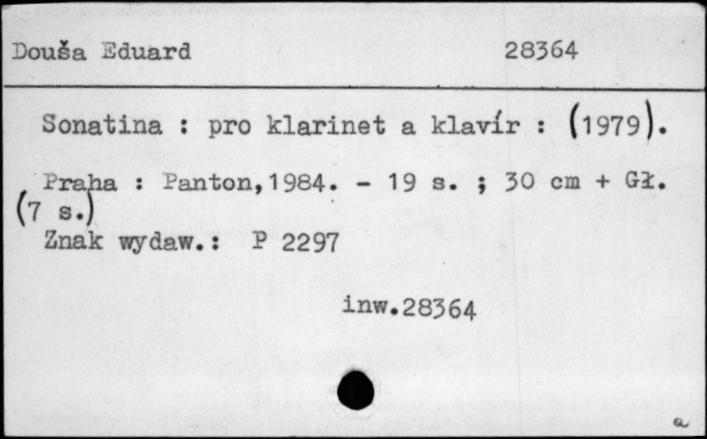 Douša Eduard 28364
Sonatina : pro klarinet a klavír : (1979).
Praha : Panton,1984. - 19 s. ; 30 cm + Gł.
(7 s.)
Znak wydaw.: P 2297
inw.28364
a